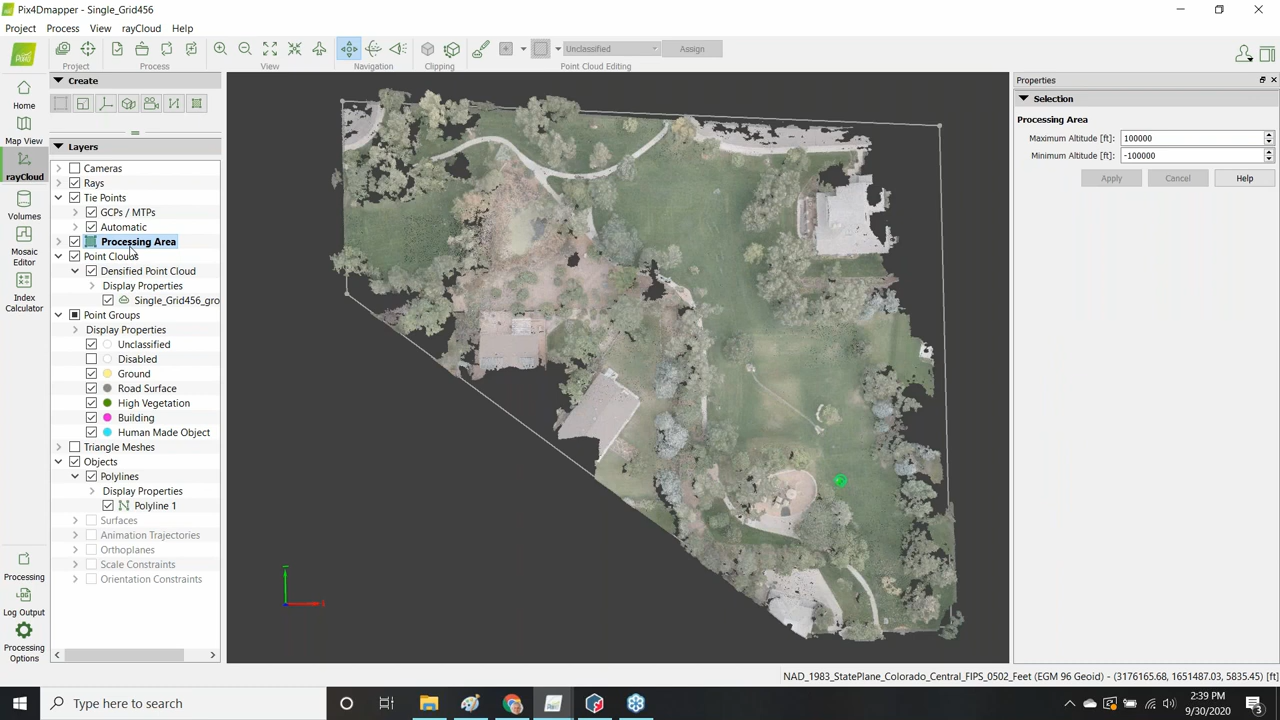 Pix4Dmapper - Single_Grid456
Project Process View rayCloud Help
Project Process View Navigation Clipping Point Cloud Editing
Unclassified Assign
Home
Map View
rayCloud
Volumes
Mosaic Editor
Index Calculator
Processing
Log Output
Processing Options
Create
Layers
Cameras
Rays
Tie Points
GCPs / MTPs
Automatic
Processing Area
Point Clouds
Densified Point Cloud
Display Properties
Single_Grid456_gro
Point Groups
Display Properties
Unclassified
Disabled
Ground
Road Surface
High Vegetation
Building
Human Made Object
Triangle Meshes
Objects
Polylines
Display Properties
Polyline 1
Surfaces
Animation Trajectories
Orthoplanes
Scale Constraints
Orientation Constraints
Properties
Selection
Processing Area
Maximum Altitude [ft]: 100000
Minimum Altitude [ft]: -100000
Apply Cancel Help
NAD_1983_StatePlane_Colorado_Central_FIPS_0502_Feet (EGM 96 Geoid) - (3176165.68, 1651487.03, 5835.45) [ft]
Type here to search
2:39 PM
9/30/2020
3